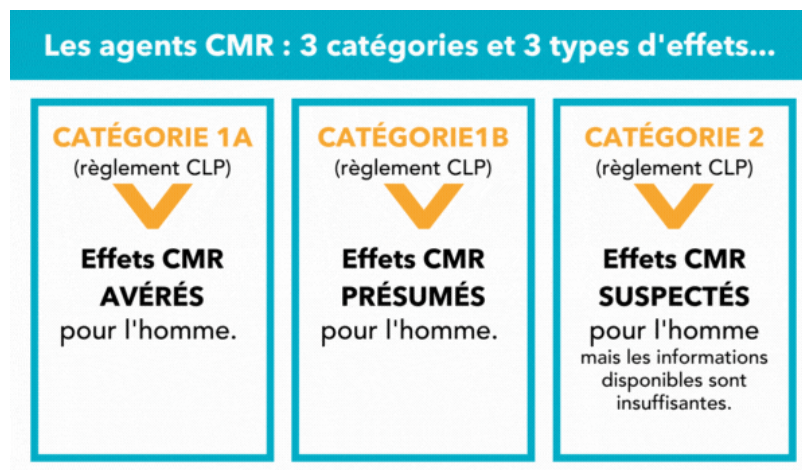 Les agents CMR : 3 catégories et 3 types d'effets...
CATÉGORIE 1A
(règlement CLP)
Effets CMR
AVÉRÉS
pour l'homme.
CATÉGORIE1B
(règlement CLP)
Effets CMR
PRÉSUMÉS
pour l'homme.
CATÉGORIE 2
(règlement CLP)
Effets CMR
SUSPECTÉS
pour l'homme
mais les informations
disponibles sont
insuffisantes.